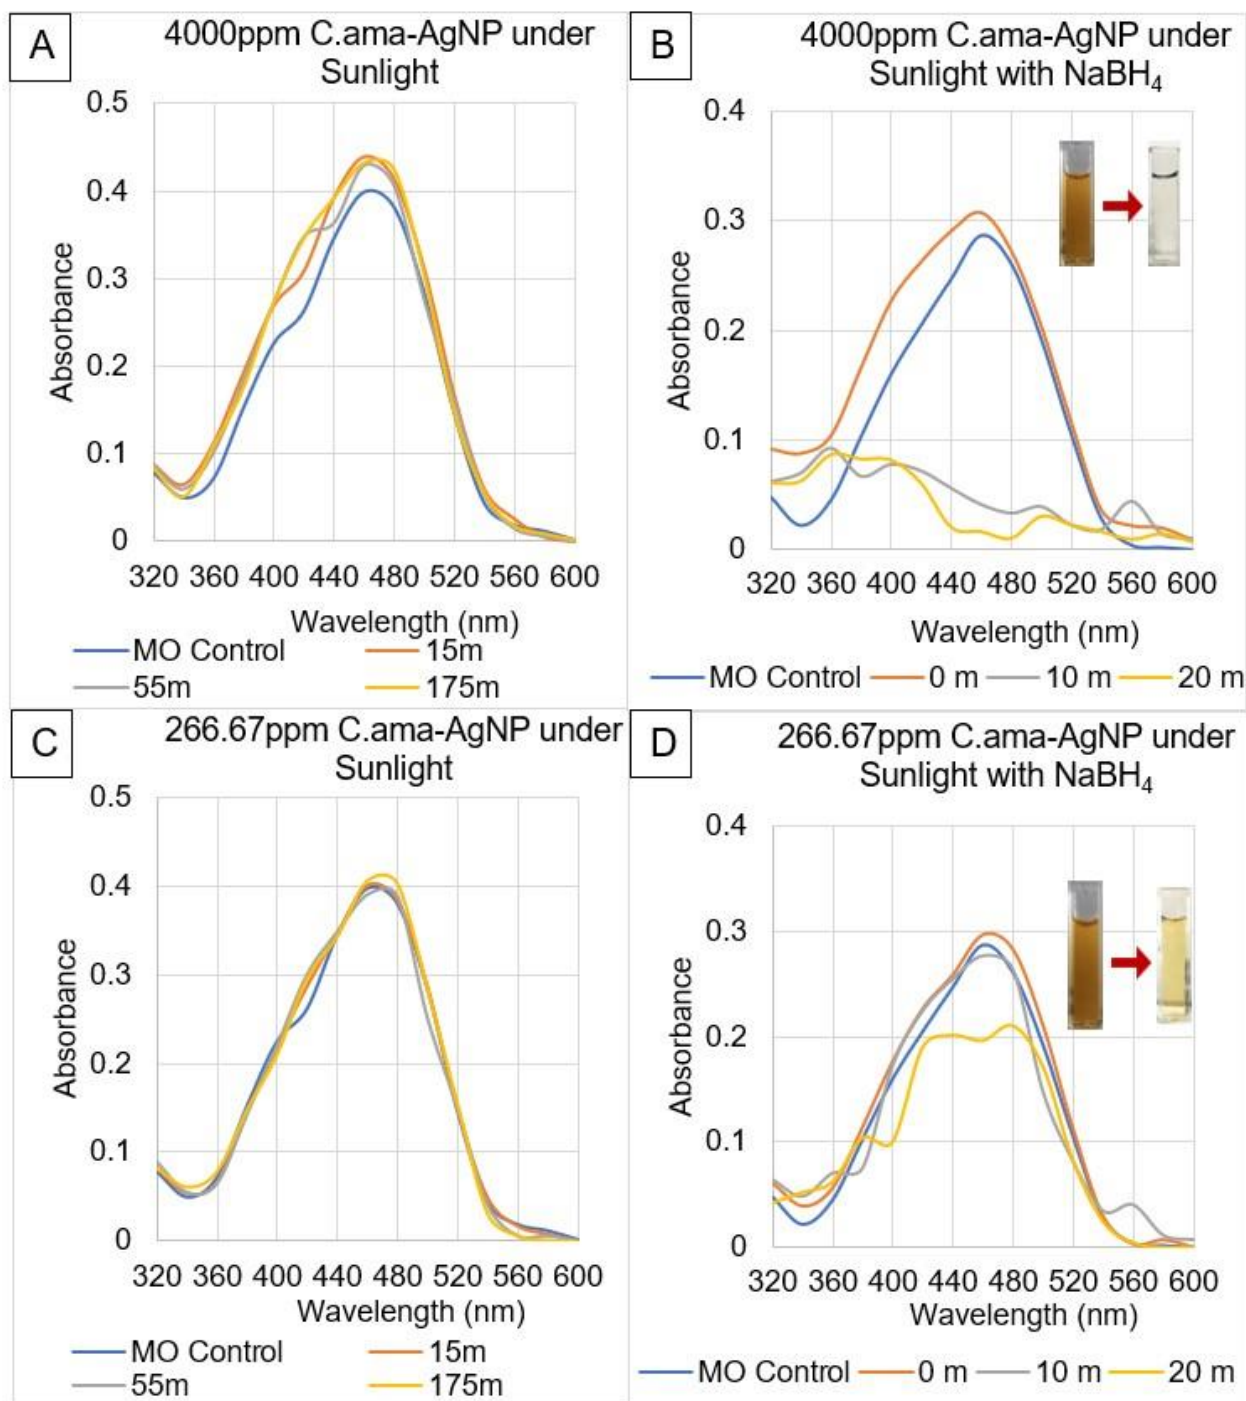 A
4000ppm C.ama-AgNP under
Sunlight
0.5
0.4
0.3
0.2
0.1
0
Absorbance
320 360 400 440 480 520 560 600
Wavelength (nm)
MO Control 15m
55m 175m
B
4000ppm C.ama-AgNP under
Sunlight with NaBH₄
0.4
0.3
0.2
0.1
0
Absorbance
320 360 400 440 480 520 560 600
Wavelength (nm)
MO Control 0 m 10 m 20 m
C
266.67ppm C.ama-AgNP under
Sunlight
0.5
0.4
0.3
0.2
0.1
0
Absorbance
320 360 400 440 480 520 560 600
Wavelength (nm)
MO Control 15m
55m 175m
D
266.67ppm C.ama-AgNP under
Sunlight with NaBH₄
0.4
0.3
0.2
0.1
0
Absorbance
320 360 400 440 480 520 560 600
Wavelength (nm)
MO Control 0 m 10 m 20 m